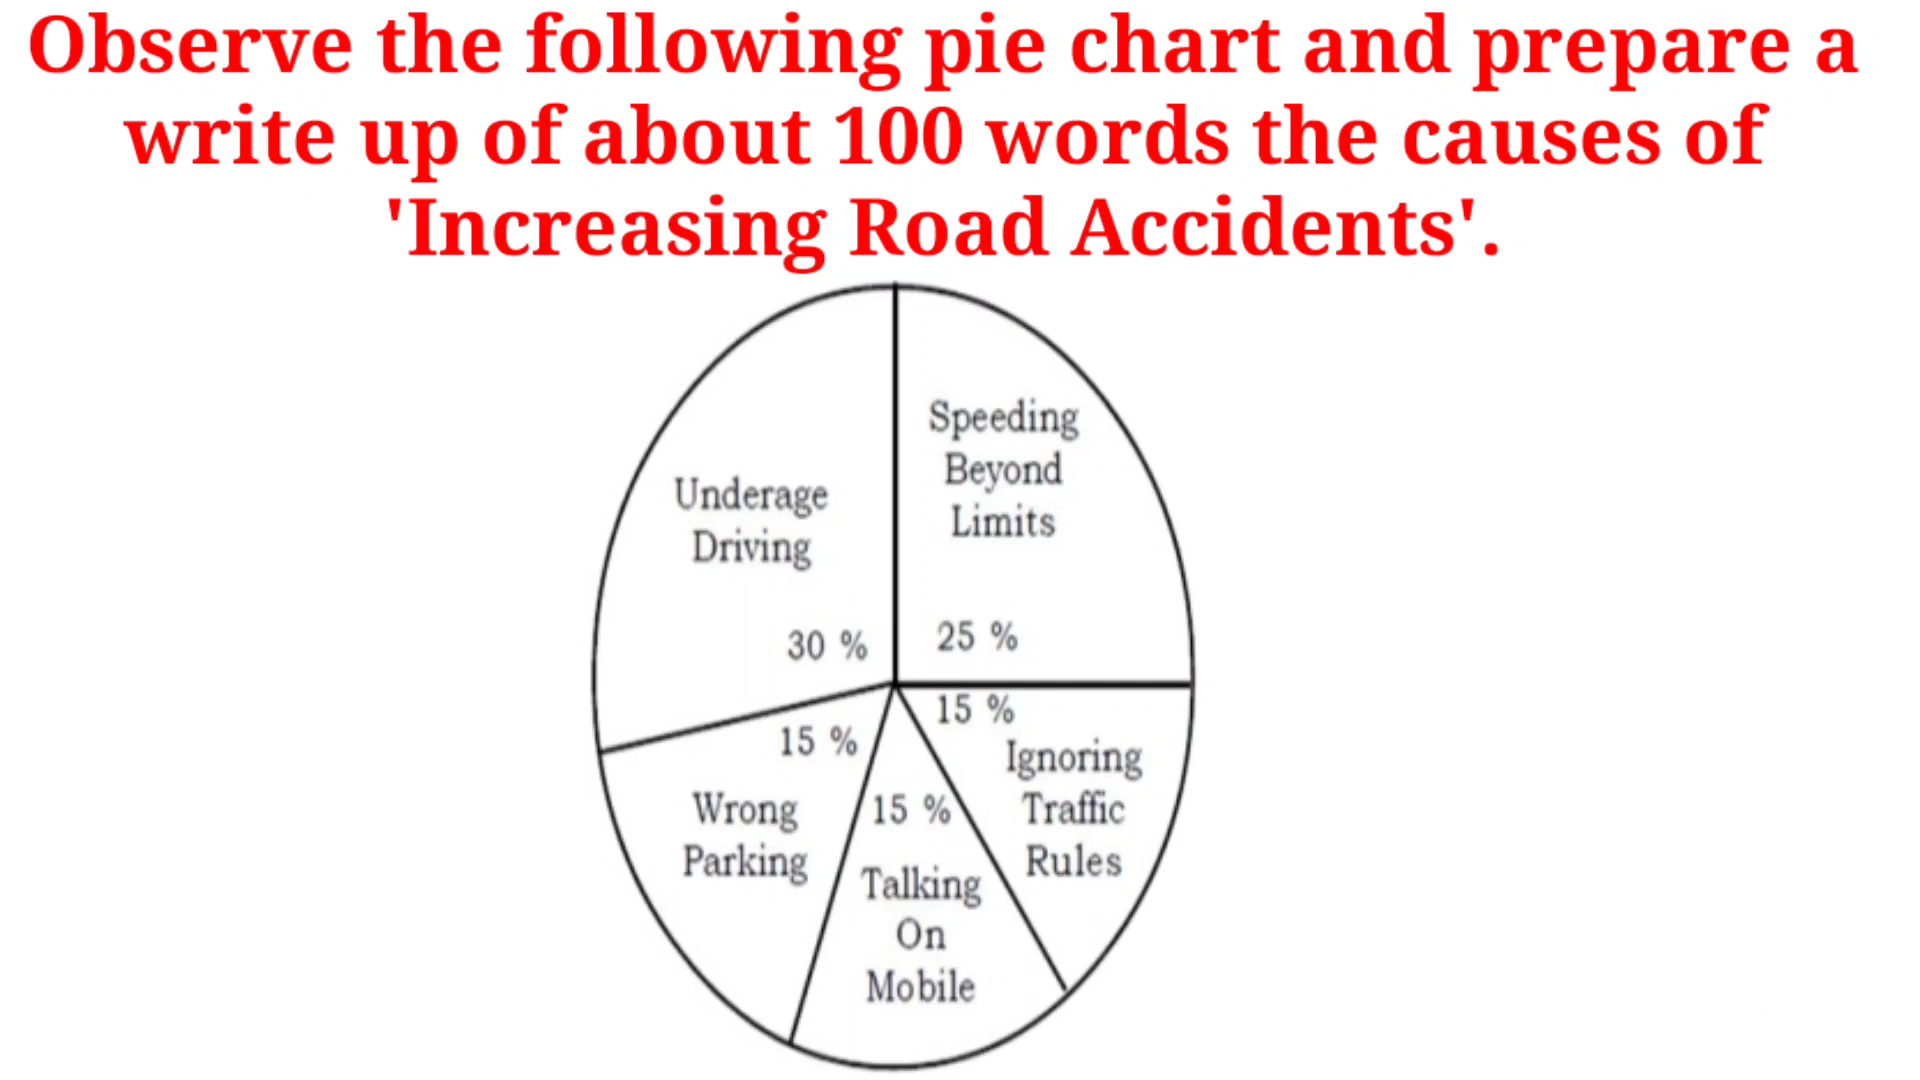 Observe the following pie chart and prepare a
write up of about 100 words the causes of
'Increasing Road Accidents'.
Underage
Driving
30 %
Speeding
Beyond
Limits
25 %
15 %
Ignoring
Traffic
Rules
15 %
Talking
On
Mobile
15 %
Wrong
Parking